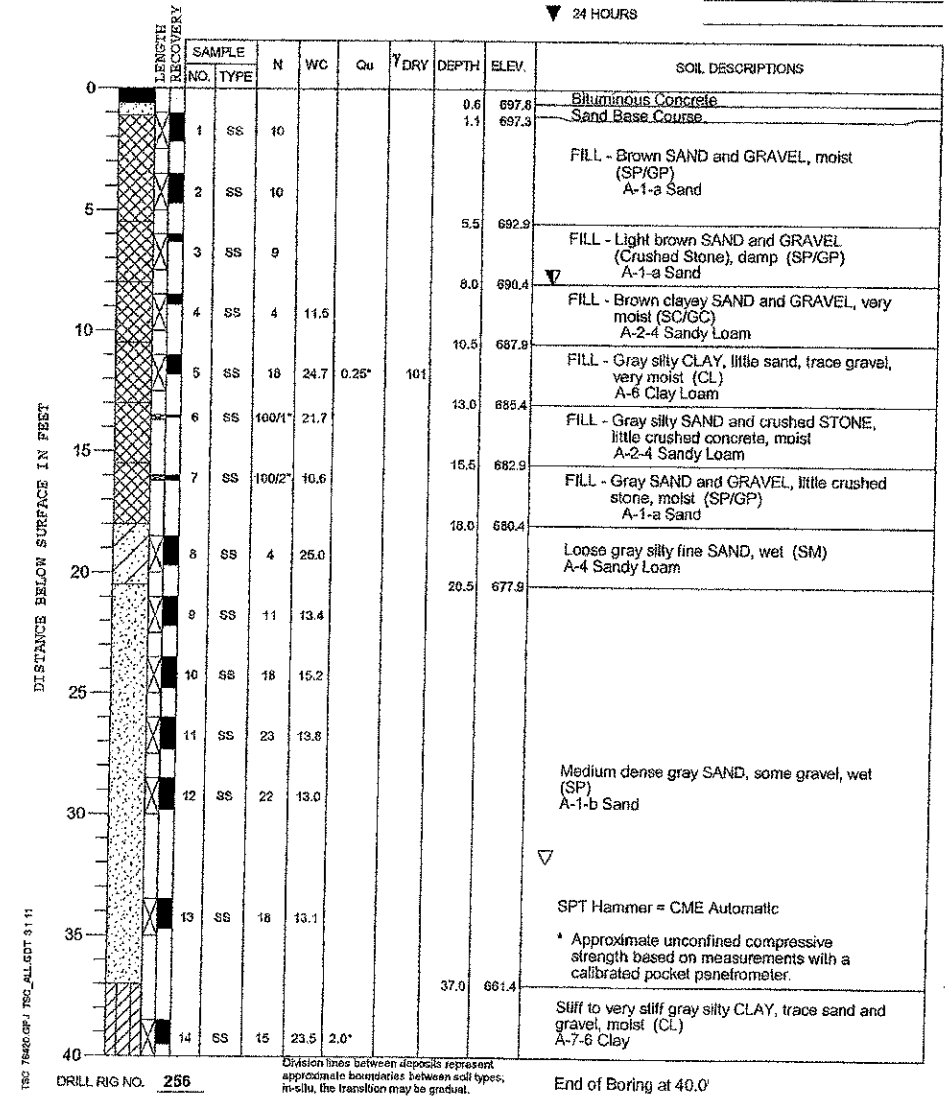 ▼ 24 HOURS
LENGTH
RECOVERY
SAMPLE
NO. TYPE
N
WC
Qu
γDRY
DEPTH
ELEV.
SOIL DESCRIPTIONS
0
0.6 697.8 Bituminous Concrete
1.1 697.3 Sand Base Course
1 SS 10
FILL - Brown SAND and GRAVEL, moist
(SP/GP)
A-1-a Sand
2 SS 10
5
5.5 692.9
3 SS 9
FILL - Light brown SAND and GRAVEL
(Crushed Stone), damp (SP/GP)
A-1-a Sand
8.0 690.4
4 SS 4 11.5
FILL - Brown clayey SAND and GRAVEL, very
moist (SC/GC)
A-2-4 Sandy Loam
10
10.5 687.9
5 SS 18 24.7 0.25* 101
FILL - Gray silty CLAY, little sand, trace gravel,
very moist (CL)
A-6 Clay Loam
13.0 685.4
6 SS 100/1" 21.7
FILL - Gray silty SAND and crushed STONE,
little crushed concrete, moist
A-2-4 Sandy Loam
15
15.5 682.9
7 SS 100/2" 10.6
FILL - Gray SAND and GRAVEL, little crushed
stone, moist (SP/GP)
A-1-a Sand
18.0 680.4
8 SS 4 25.0
Loose gray silty fine SAND, wet (SM)
A-4 Sandy Loam
20
20.5 677.9
9 SS 11 13.4
10 SS 18 15.2
25
11 SS 23 13.8
12 SS 22 13.0
Medium dense gray SAND, some gravel, wet
(SP)
A-1-b Sand
30
13 SS 18 13.1
SPT Hammer = CME Automatic
35
* Approximate unconfined compressive
strength based on measurements with a
calibrated pocket penetrometer.
37.0 661.4
Stiff to very stiff gray silty CLAY, trace sand and
gravel, moist (CL)
A-7-6 Clay
14 SS 15 23.5 2.0*
40
DISTANCE BELOW SURFACE IN FEET
TSC 76420.GPJ TSC_ALL.GDT 3 1 11
DRILL RIG NO. 256
Division lines between deposits represent
approximate boundaries between soil types;
in-situ, the transition may be gradual.
End of Boring at 40.0'